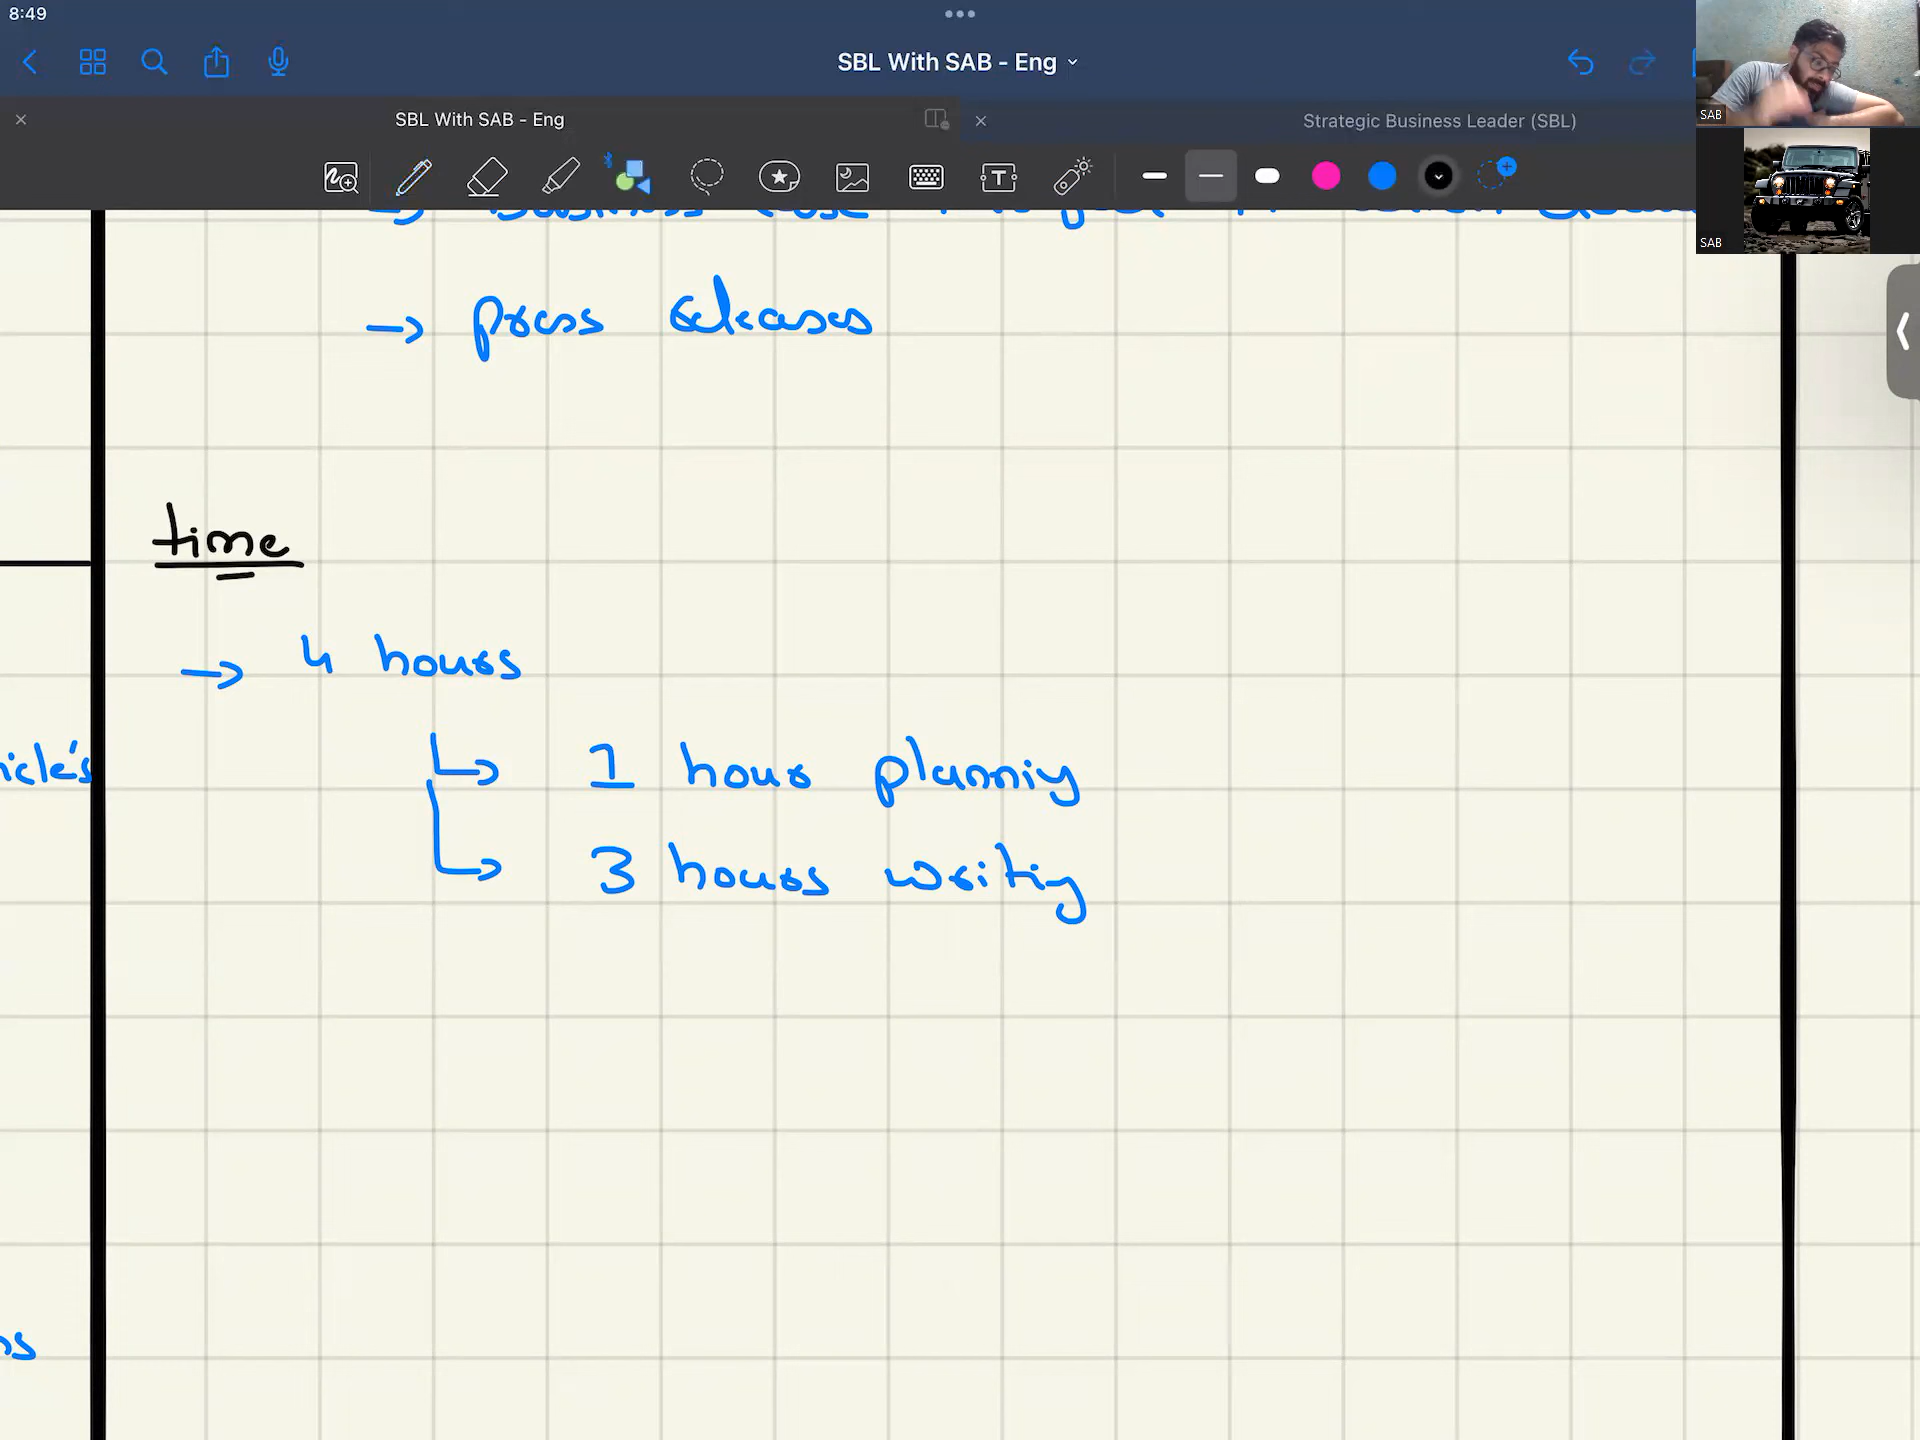 8:49
SBL With SAB - Eng
SBL With SAB - Eng
Strategic Business Leader (SBL)
SAB
SAB
→ press releases
time
→ 4 hours
icle's
↳ 1 hour planning
↳ 3 hours writing